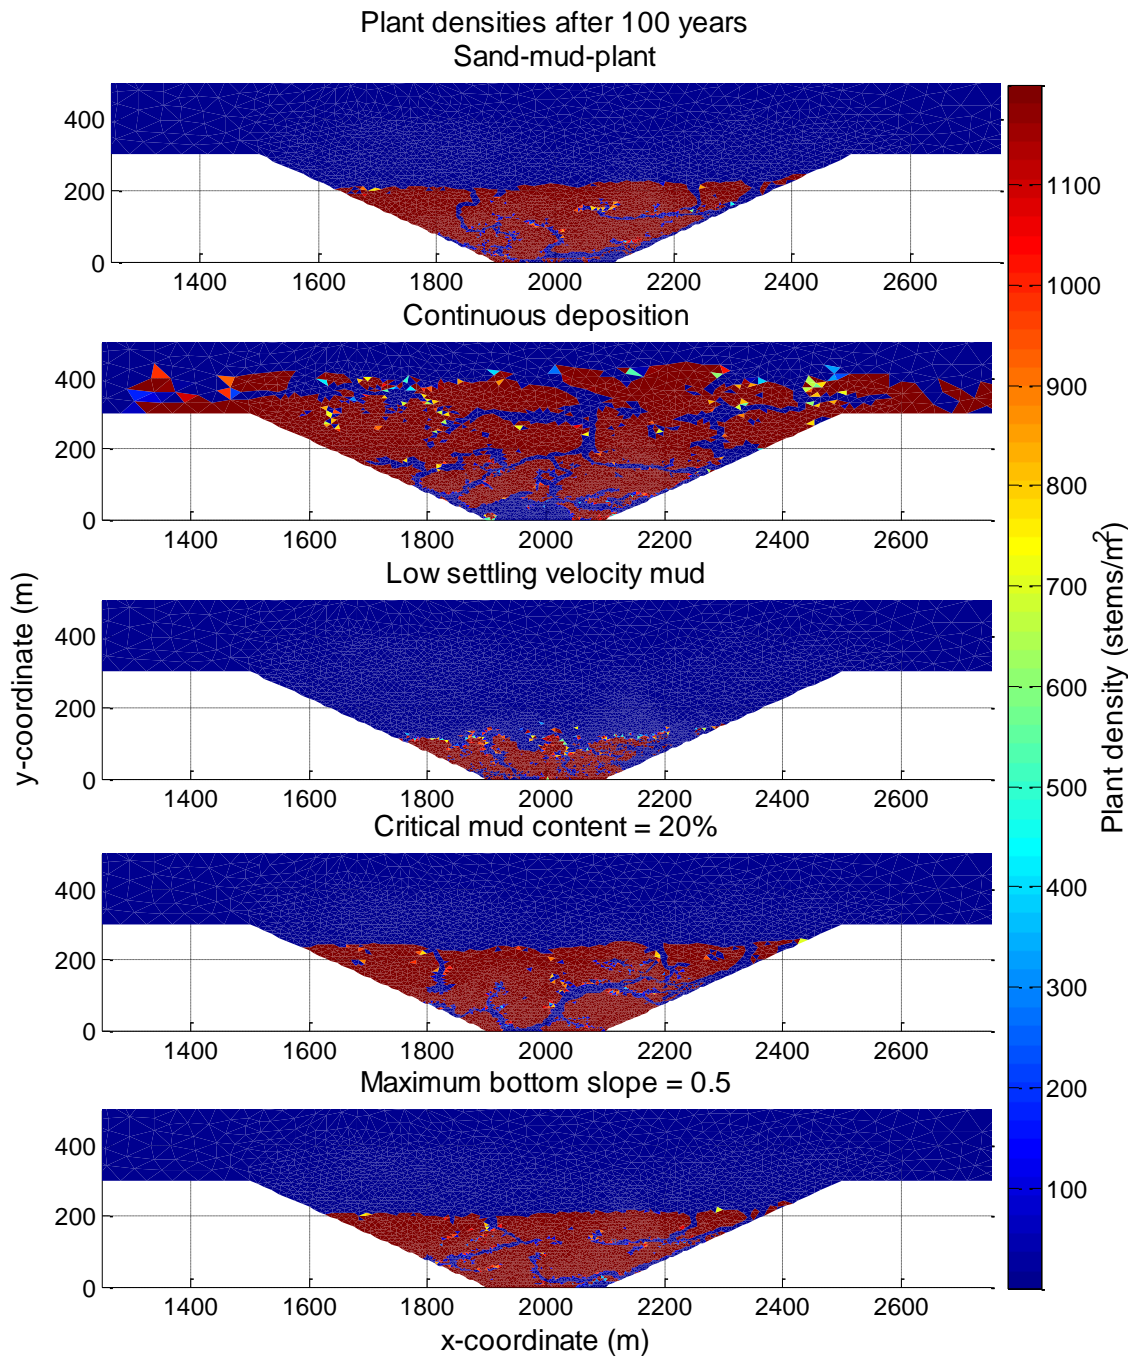 Plant densities after 100 years
Sand-mud-plant
400
200
0
1400 1600 1800 2000 2200 2400 2600
Continuous deposition
400
200
0
1400 1600 1800 2000 2200 2400 2600
Low settling velocity mud
400
200
0
1400 1600 1800 2000 2200 2400 2600
Critical mud content = 20%
400
200
0
1400 1600 1800 2000 2200 2400 2600
Maximum bottom slope = 0.5
400
200
0
1400 1600 1800 2000 2200 2400 2600
x-coordinate (m)
y-coordinate (m)
1100
1000
900
800
700
600
500
400
300
200
100
Plant density (stems/m²)